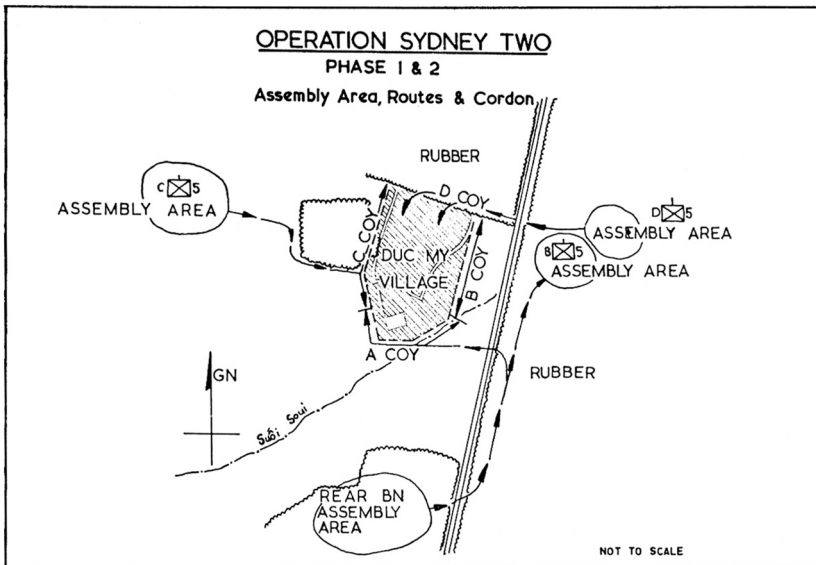 OPERATION SYDNEY TWO
PHASE 1 & 2
Assembly Area, Routes & Cordon
RUBBER
C 5
ASSEMBLY AREA
D COY
D 5
ASSEMBLY AREA
B 5
ASSEMBLY AREA
C COY
DUC MY
VILLAGE
B COY
A COY
RUBBER
GN
Suối Soui
REAR BN
ASSEMBLY
AREA
NOT TO SCALE